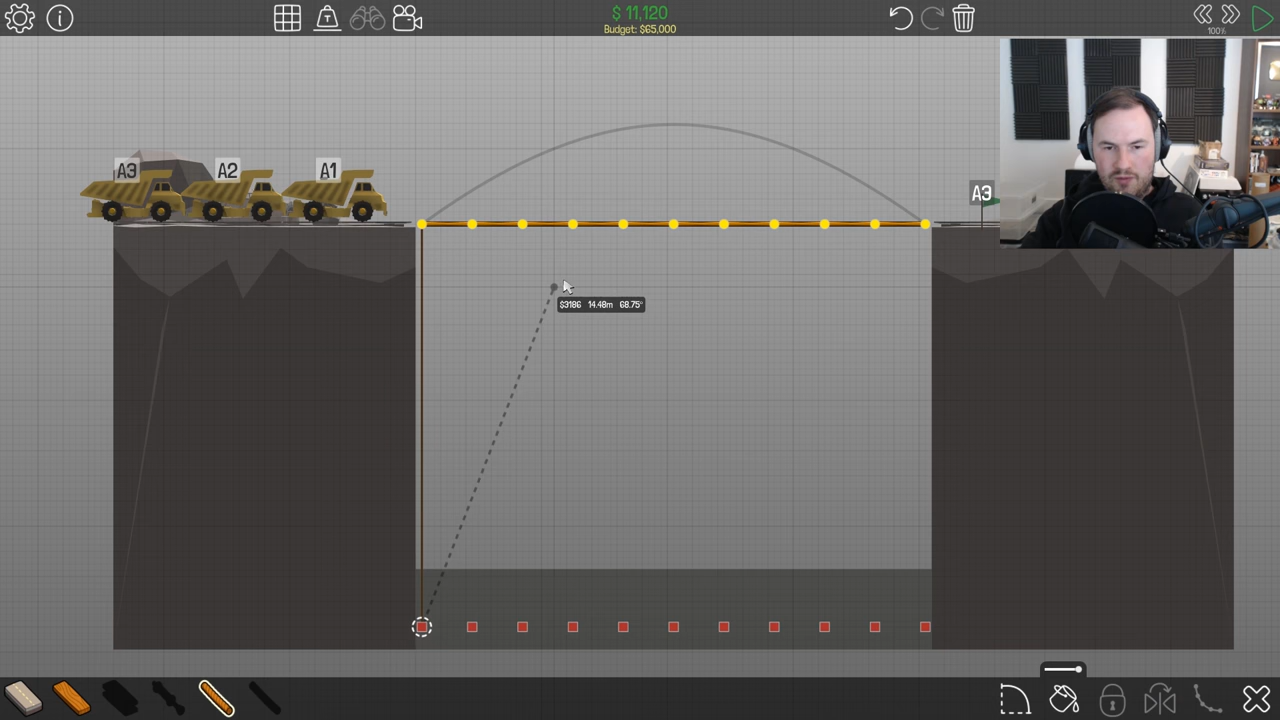 $ 11,120
Budget: $65,000
100%
A3
A2
A1
A3
$3186 14.48m 68.75°
T